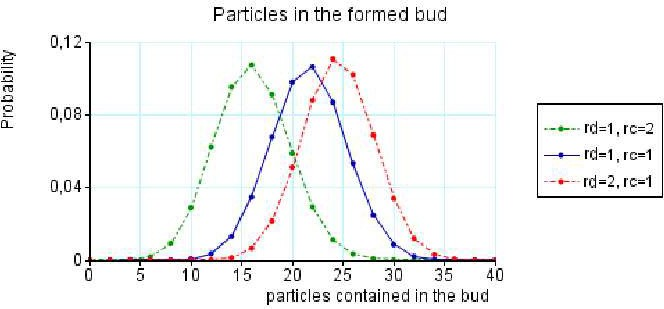 Particles in the formed bud
Probability
0,12
0,08
0,04
0
0 5 10 15 20 25 30 35 40
particles contained in the bud
rd=1, rc=2
rd=1, rc=1
rd=2, rc=1